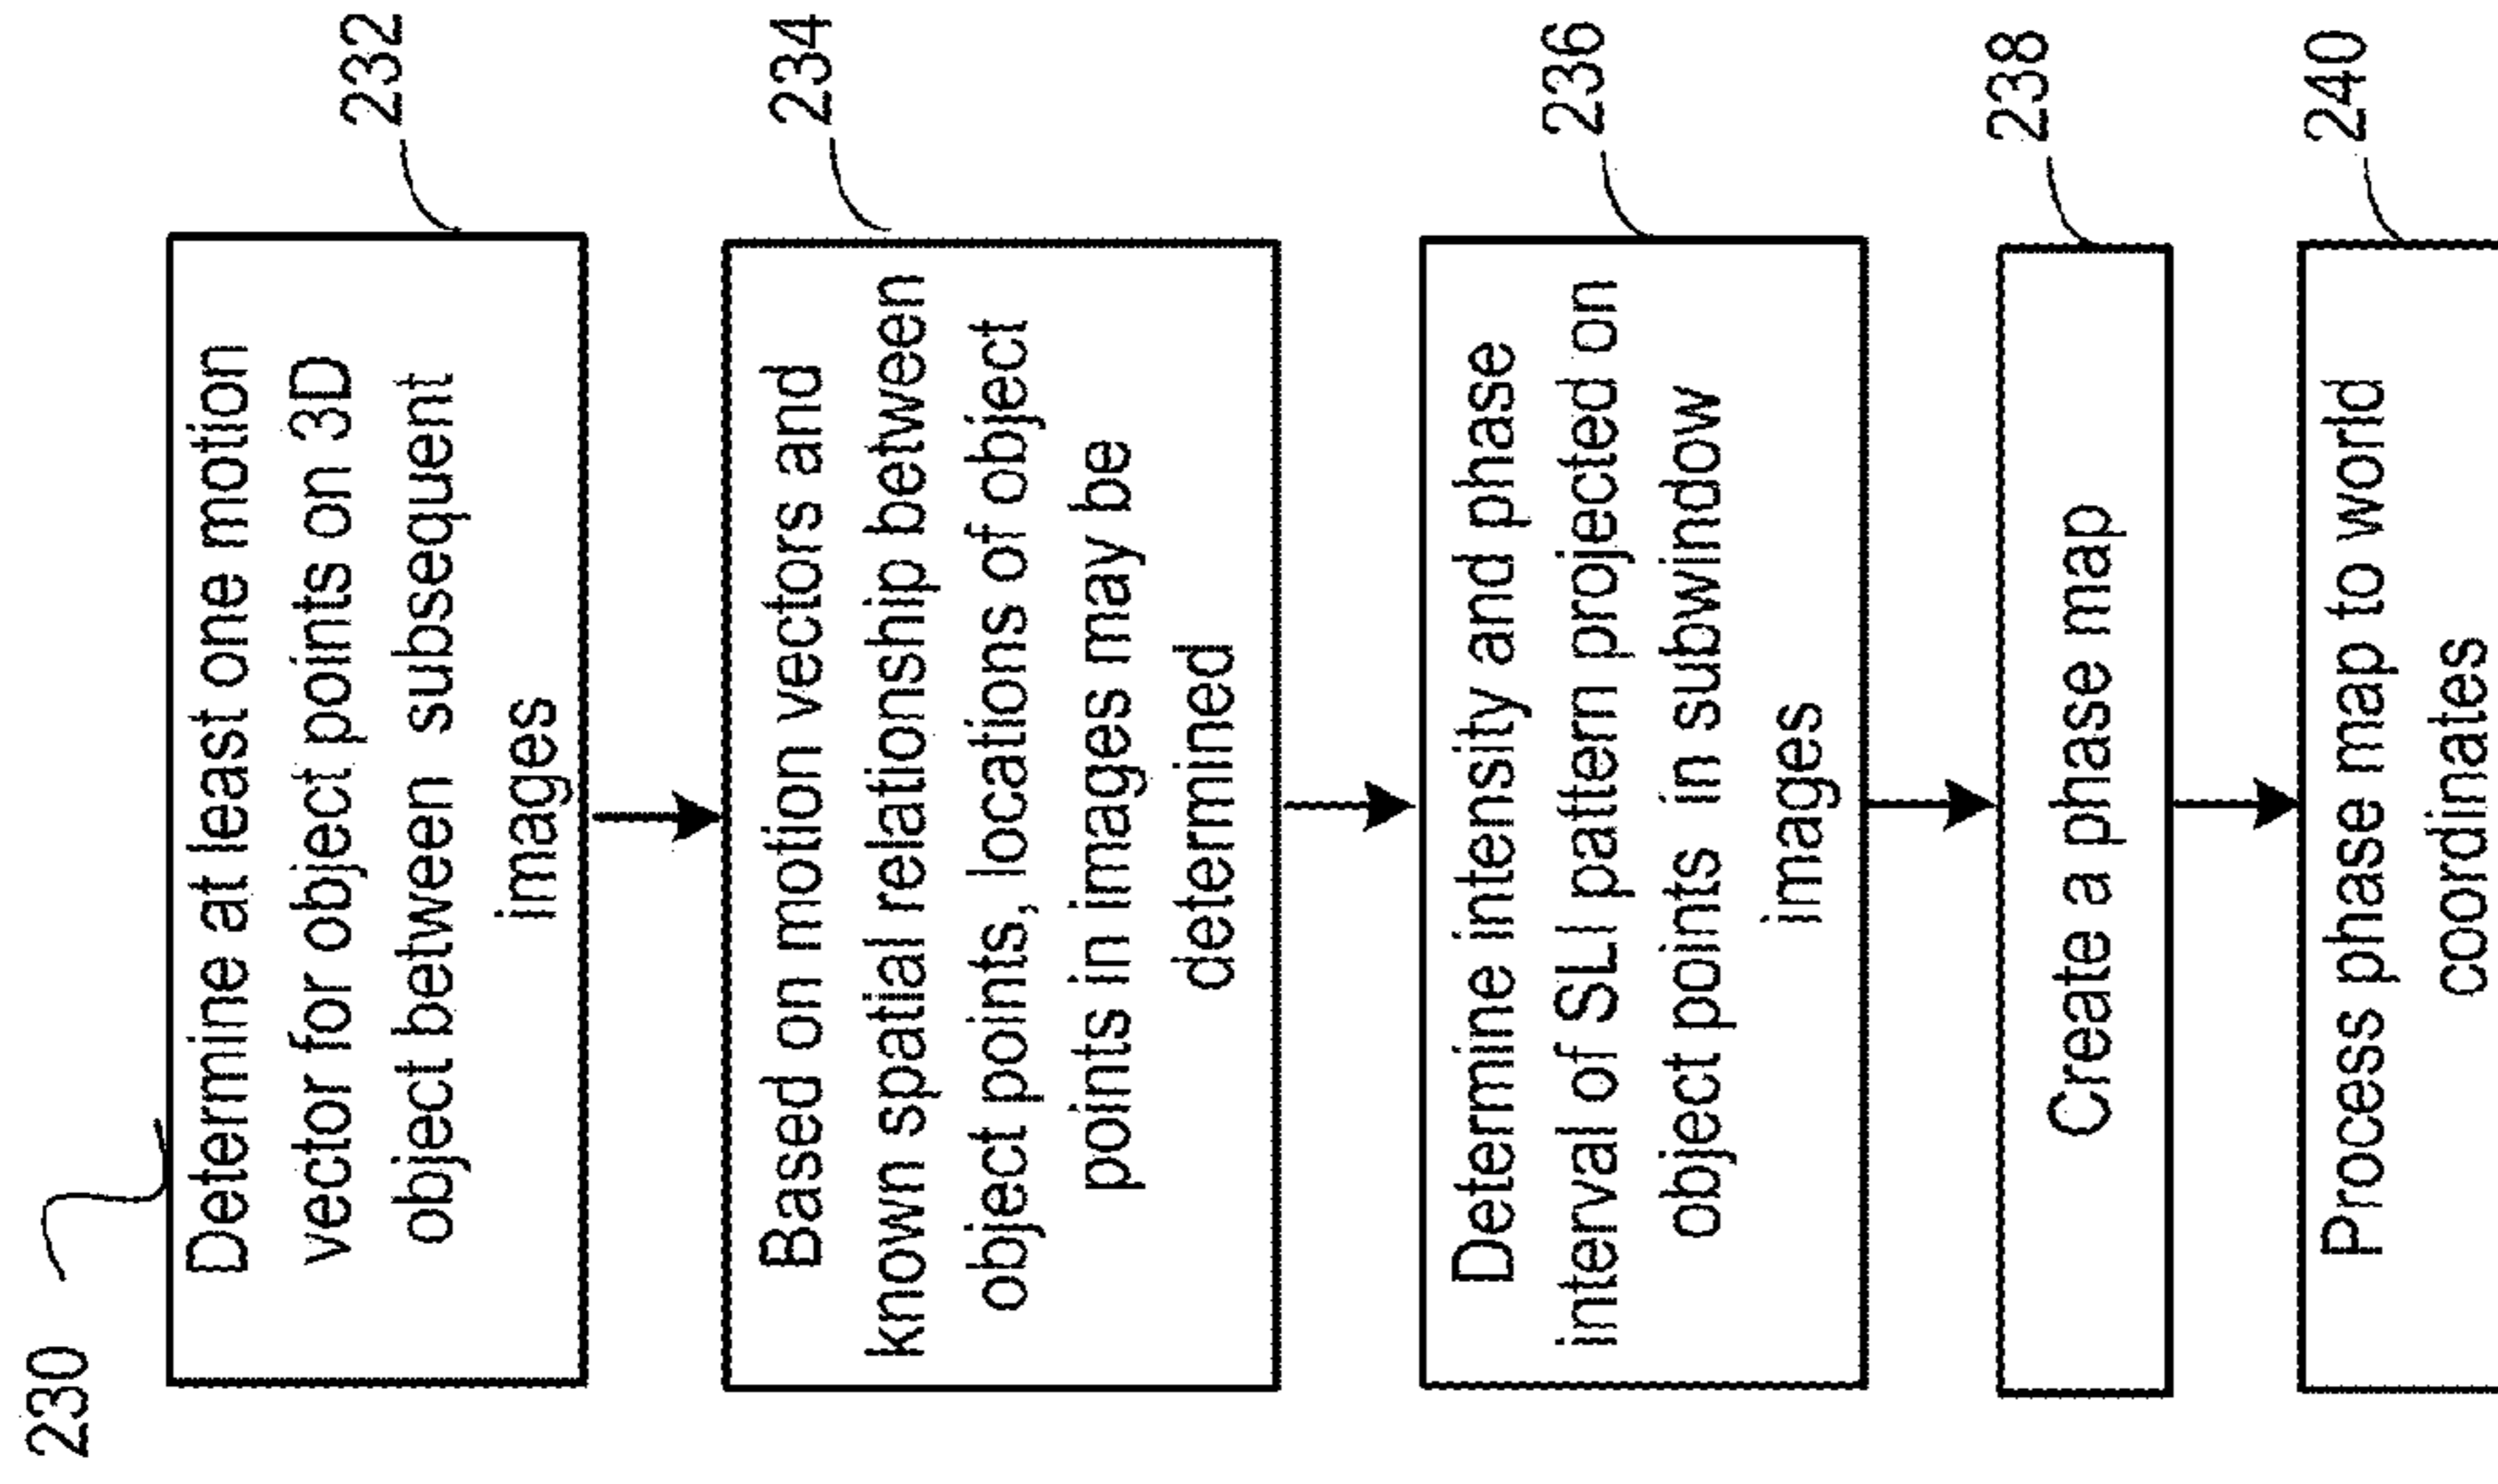 230
Determine at least one motion
vector for object points on 3D
object between subsequent
images
232
Based on motion vectors and
known spatial relationship between
object points, locations of object
points in images may be
determined
234
Determine intensity and phase
interval of SLI pattern projected on
object points in subwindow
images
236
Create a phase map
238
Process phase map to world
coordinates
240